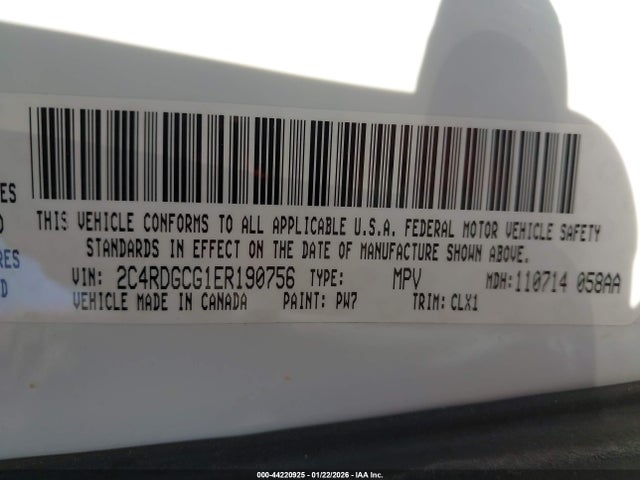 ES
THIS VEHICLE CONFORMS TO ALL APPLICABLE U.S.A. FEDERAL MOTOR VEHICLE SAFETY
STANDARDS IN EFFECT ON THE DATE OF MANUFACTURE SHOWN ABOVE.
RES
VIN: 2C4RDGCG1ER190756 TYPE: MPV MDH: 110714 058AA
D
VEHICLE MADE IN CANADA PAINT: PW7 TRIM: CLX1
000-44220925 - 01/22/2026 - IAA Inc.